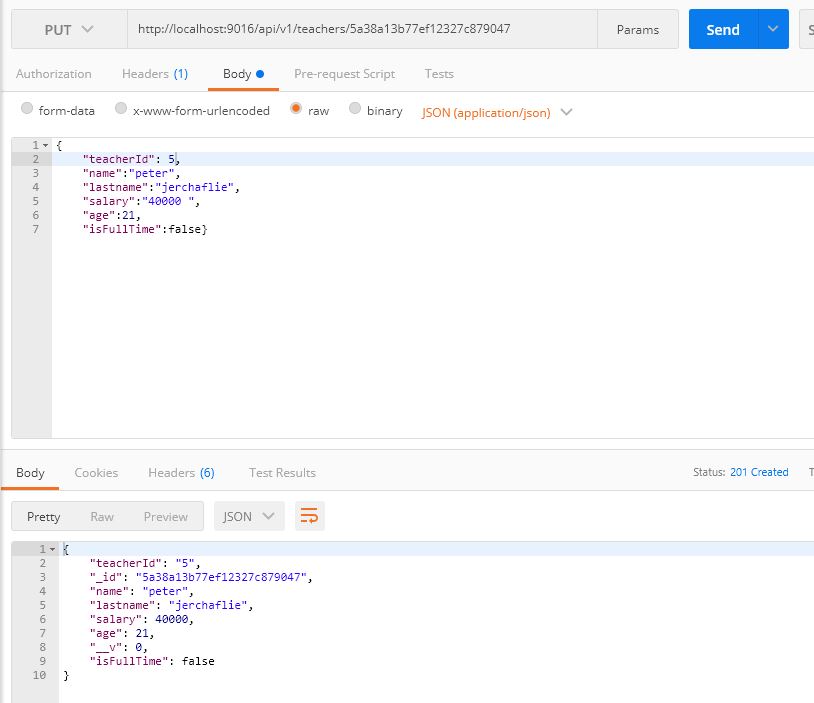 PUT http://localhost:9016/api/v1/teachers/5a38a13b77ef12327c879047 Params Send S
Authorization Headers (1) Body Pre-request Script Tests
form-data x-www-form-urlencoded raw binary JSON (application/json)
1 {
2 "teacherId": 5,
3 "name":"peter",
4 "lastname":"jerchaflie",
5 "salary":"40000 ",
6 "age":21,
7 "isFullTime":false}
Body Cookies Headers (6) Test Results Status: 201 Created T
Pretty Raw Preview JSON
1 {
2 "teacherId": "5",
3 "_id": "5a38a13b77ef12327c879047",
4 "name": "peter",
5 "lastname": "jerchaflie",
6 "salary": 40000,
7 "age": 21,
8 "__v": 0,
9 "isFullTime": false
10 }